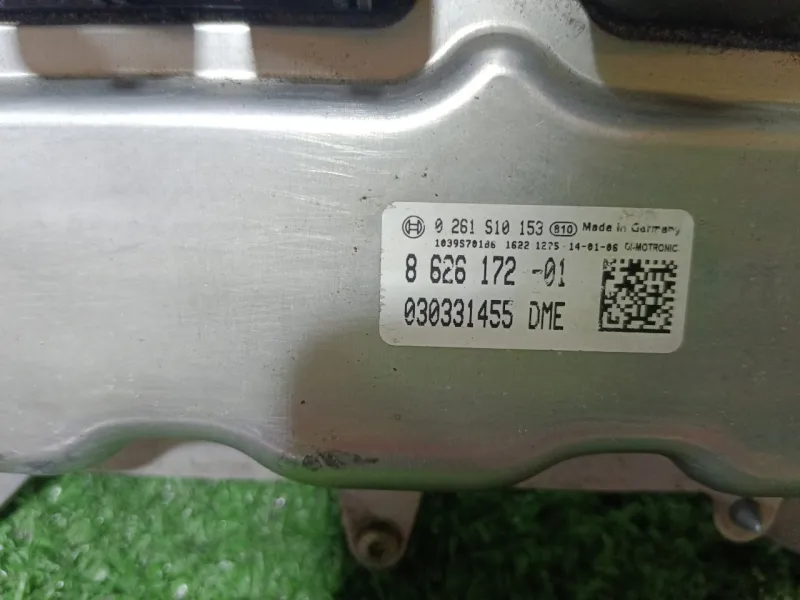 0 261 S10 153 810 Made in Germany
1039S70186 1622 1275 14-01-06 M-MOTRONIC
8 626 172 -01
030331455 DME